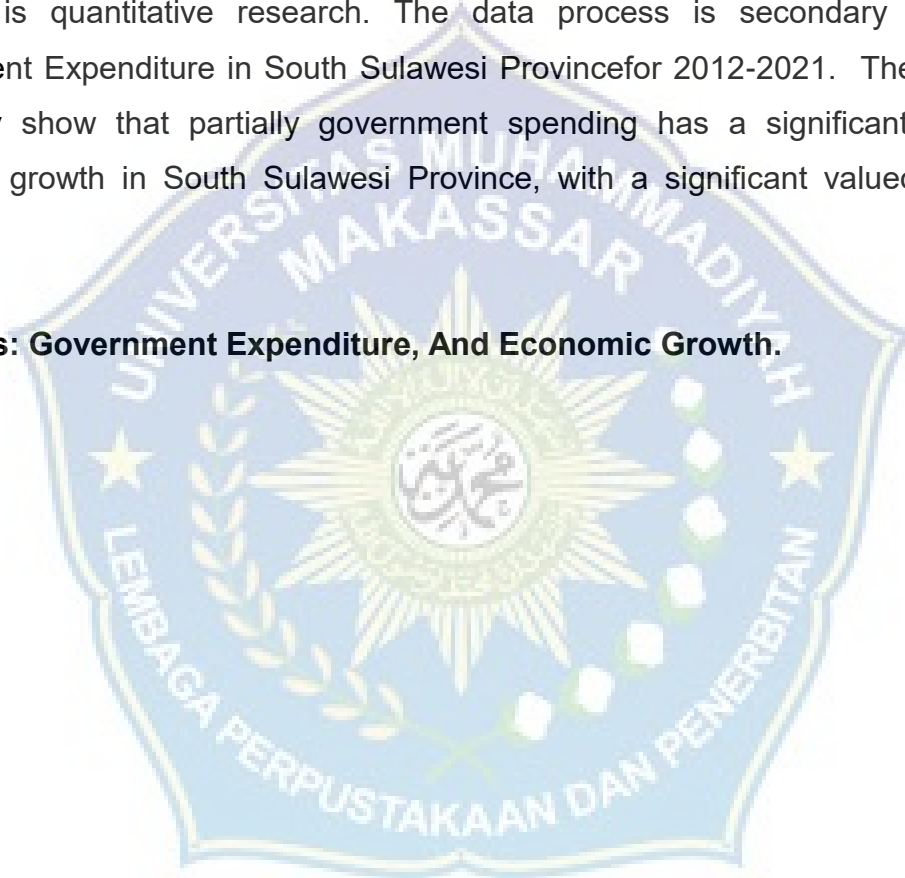 is quantitative research. The data process is secondary
ent Expenditure in South Sulawesi Provincefor 2012-2021. The
show that partially government spending has a significant
growth in South Sulawesi Province, with a significant valued
s: Government Expenditure, And Economic Growth.
UNIVERSITAS MUHAMMADIYAH
MAKASSAR
LEMBAGA PERPUSTAKAAN DAN PENERBITAN